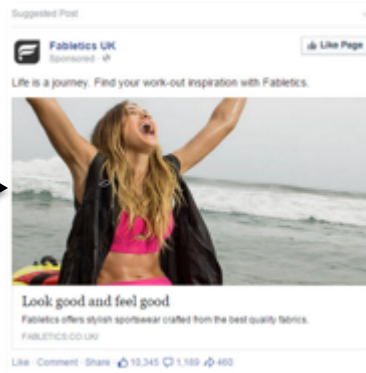 Suggested Post
Fabletics UK
Like Page
Sponsored ·
Life is a journey. Find your work-out inspiration with Fabletics.
Look good and feel good
Fabletics offers stylish sportswear crafted from the best quality fabrics.
FABLETICS.CO.UK/
Like · Comment · Share 10,345 1,189 460